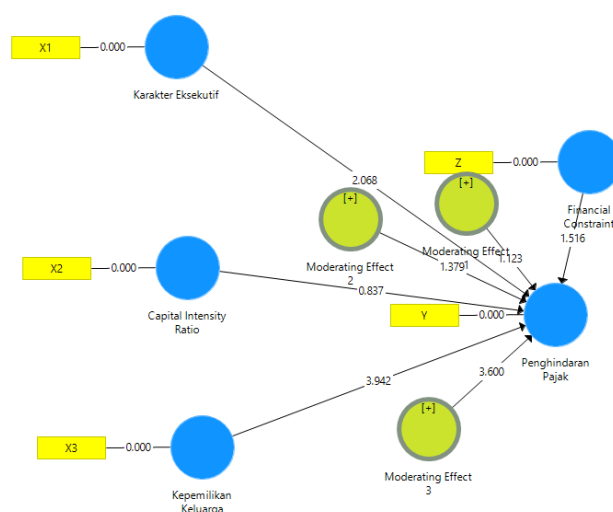 X1
0.000
Karakter Eksekutif
Z
0.000
[+]
2.068
[+]
Financial
Constraint
Moderating Effect
1
1.123
1.516
Moderating Effect
2
1.379
X2
0.000
0.837
Capital Intensity
Ratio
Y
0.000
Penghindaran
Pajak
3.942
3.600
[+]
X3
0.000
Kepemilikan
Keluarga
Moderating Effect
3